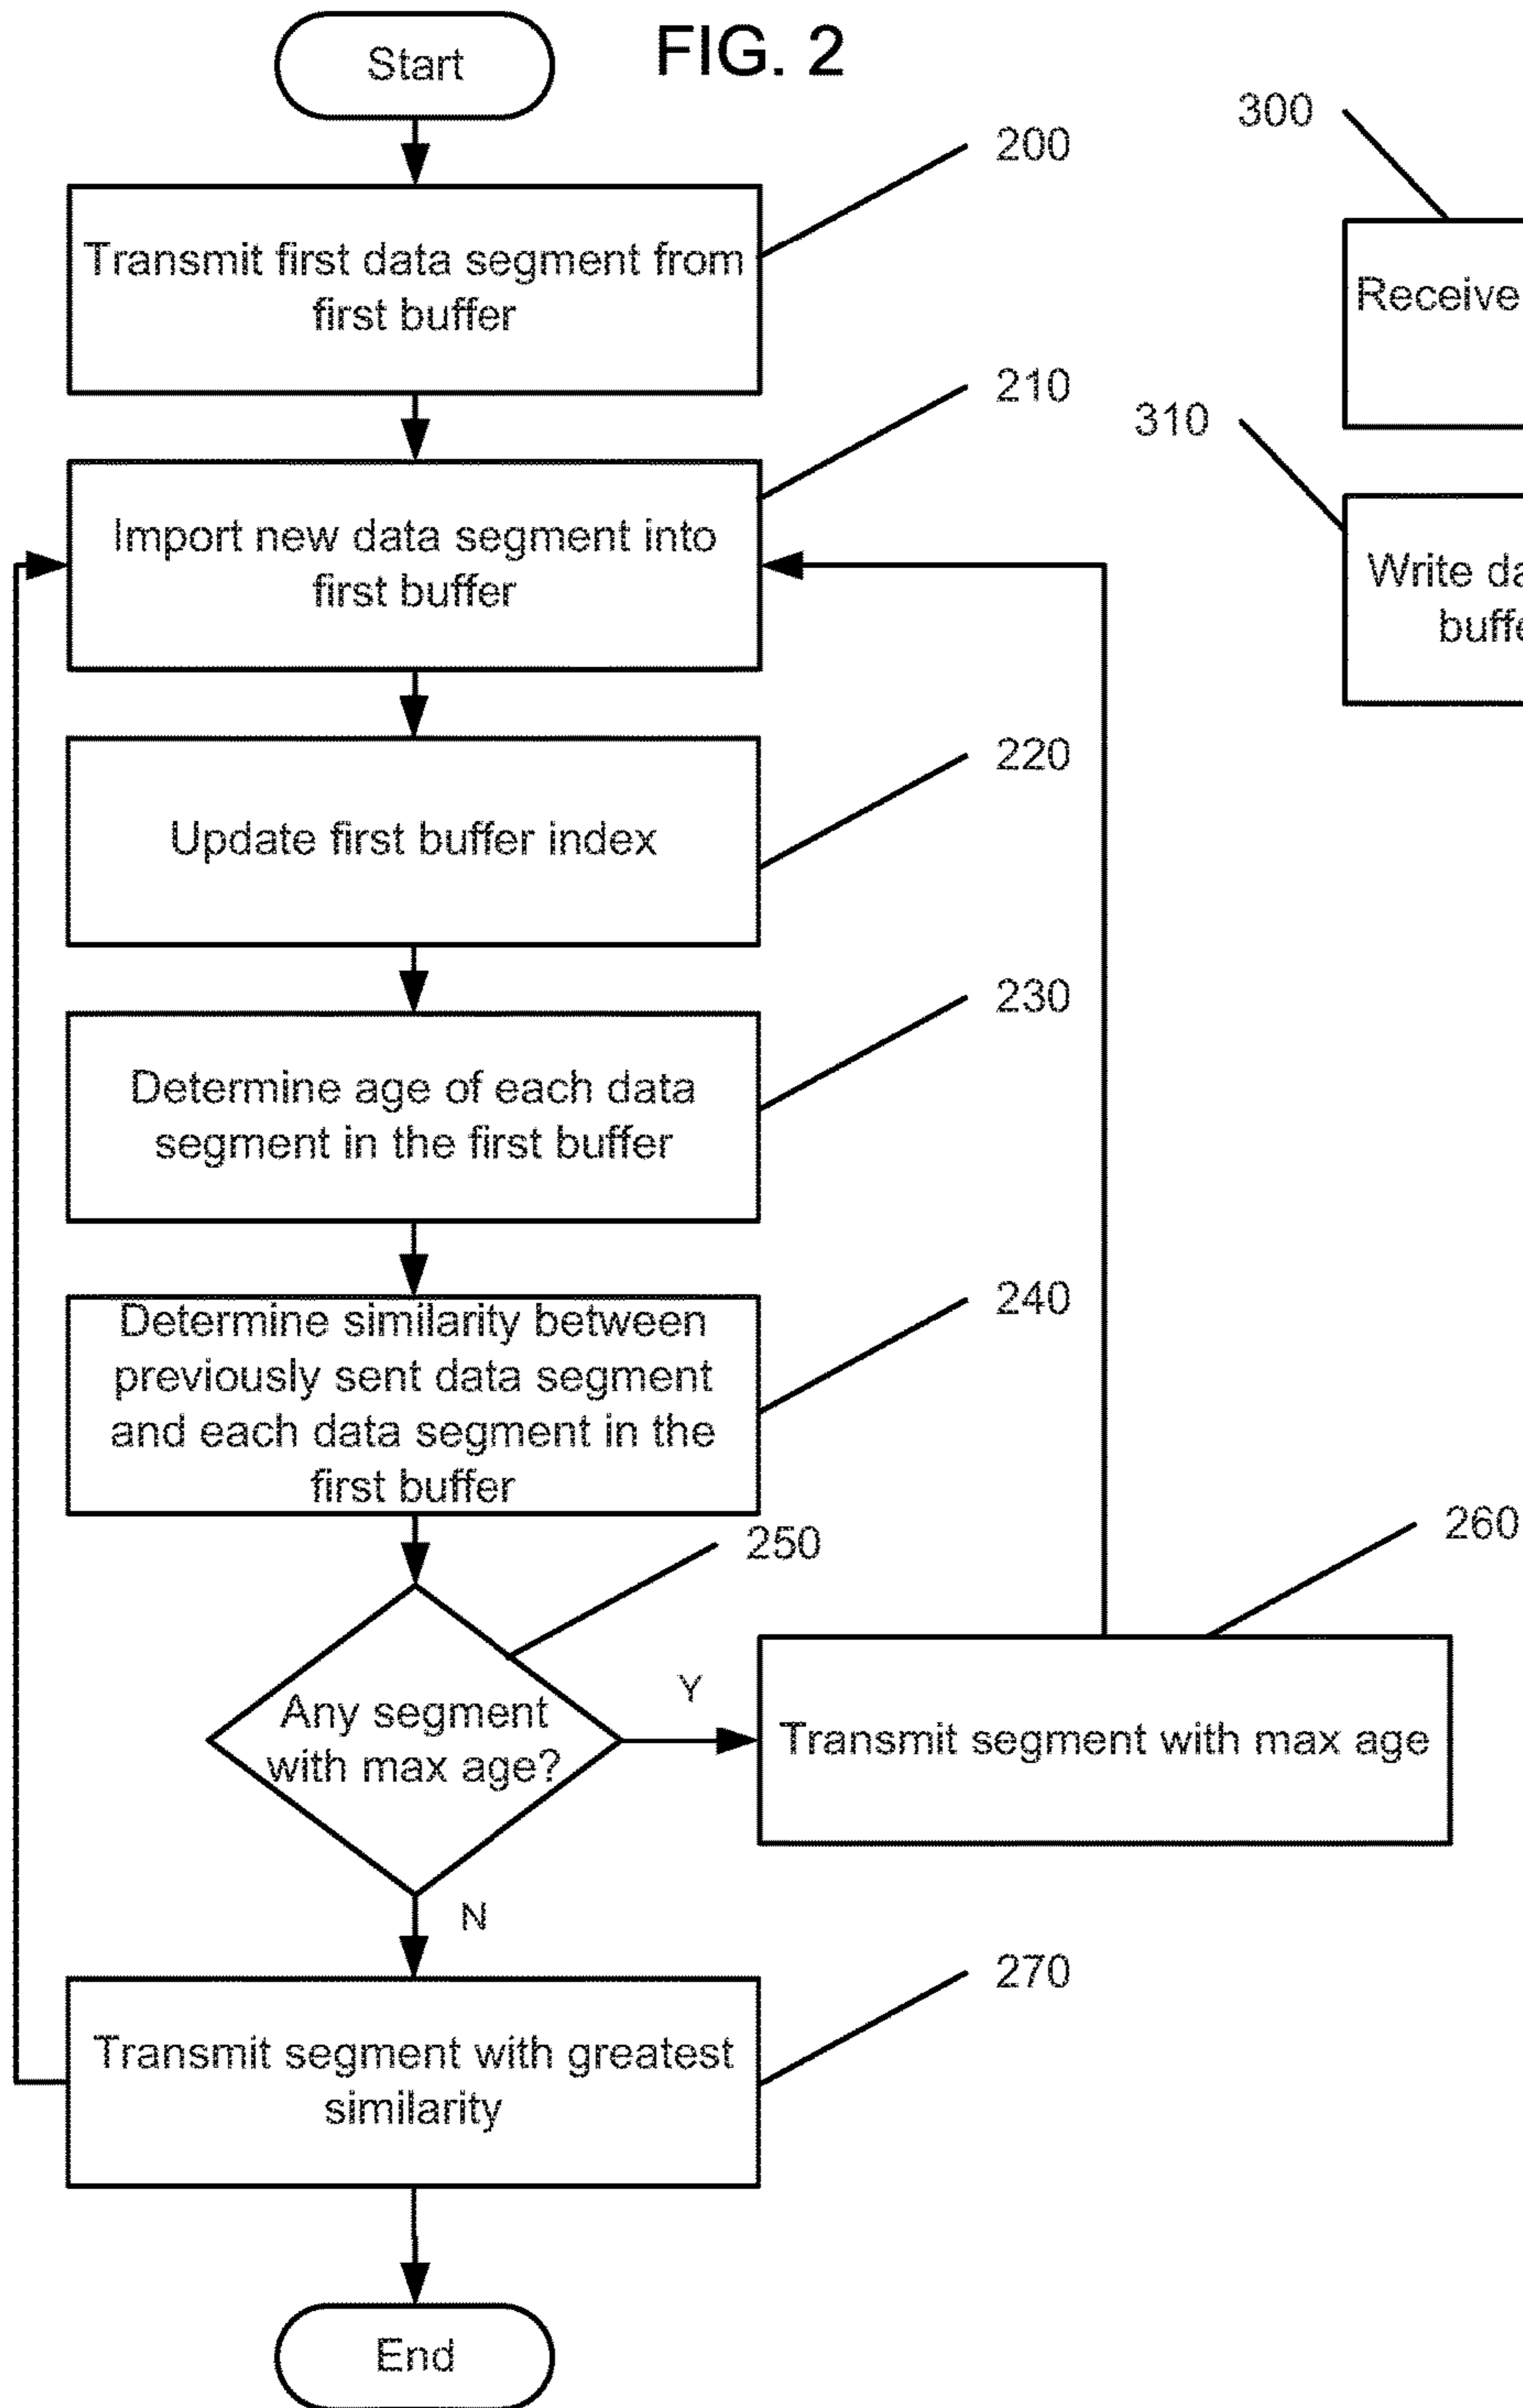 FIG. 2
Start
200
Transmit first data segment from
first buffer
210
Import new data segment into
first buffer
220
Update first buffer index
230
Determine age of each data
segment in the first buffer
240
Determine similarity between
previously sent data segment
and each data segment in the
first buffer
250
Any segment
with max age?
Y
260
Transmit segment with max age
N
270
Transmit segment with greatest
similarity
End
300
Receive
310
Write